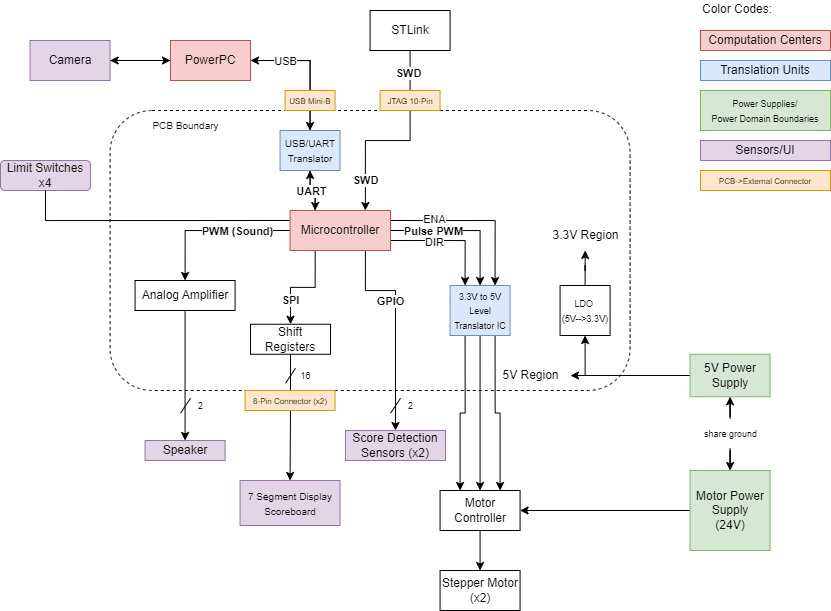 Color Codes:
STLink
Computation Centers
Camera
PowerPC
USB
SWD
Translation Units
USB Mini-B
JTAG 10-Pin
Power Supplies/
Power Domain Boundaries
PCB Boundary
USB/UART
Translator
Sensors/UI
Limit Switches
x4
UART
SWD
PCB->External Connector
ENA
PWM (Sound)
Microcontroller
Pulse PWM
DIR
3.3V Region
Analog Amplifier
SPI
GPIO
3.3V to 5V
Level
Translator IC
LDO
(5V-->3.3V)
Shift
Registers
16
5V Region
5V Power
Supply
8-Pin Connector (x2)
2
2
share ground
Speaker
Score Detection
Sensors (x2)
7 Segment Display
Scoreboard
Motor
Controller
Motor Power
Supply
(24V)
Stepper Motor
(x2)